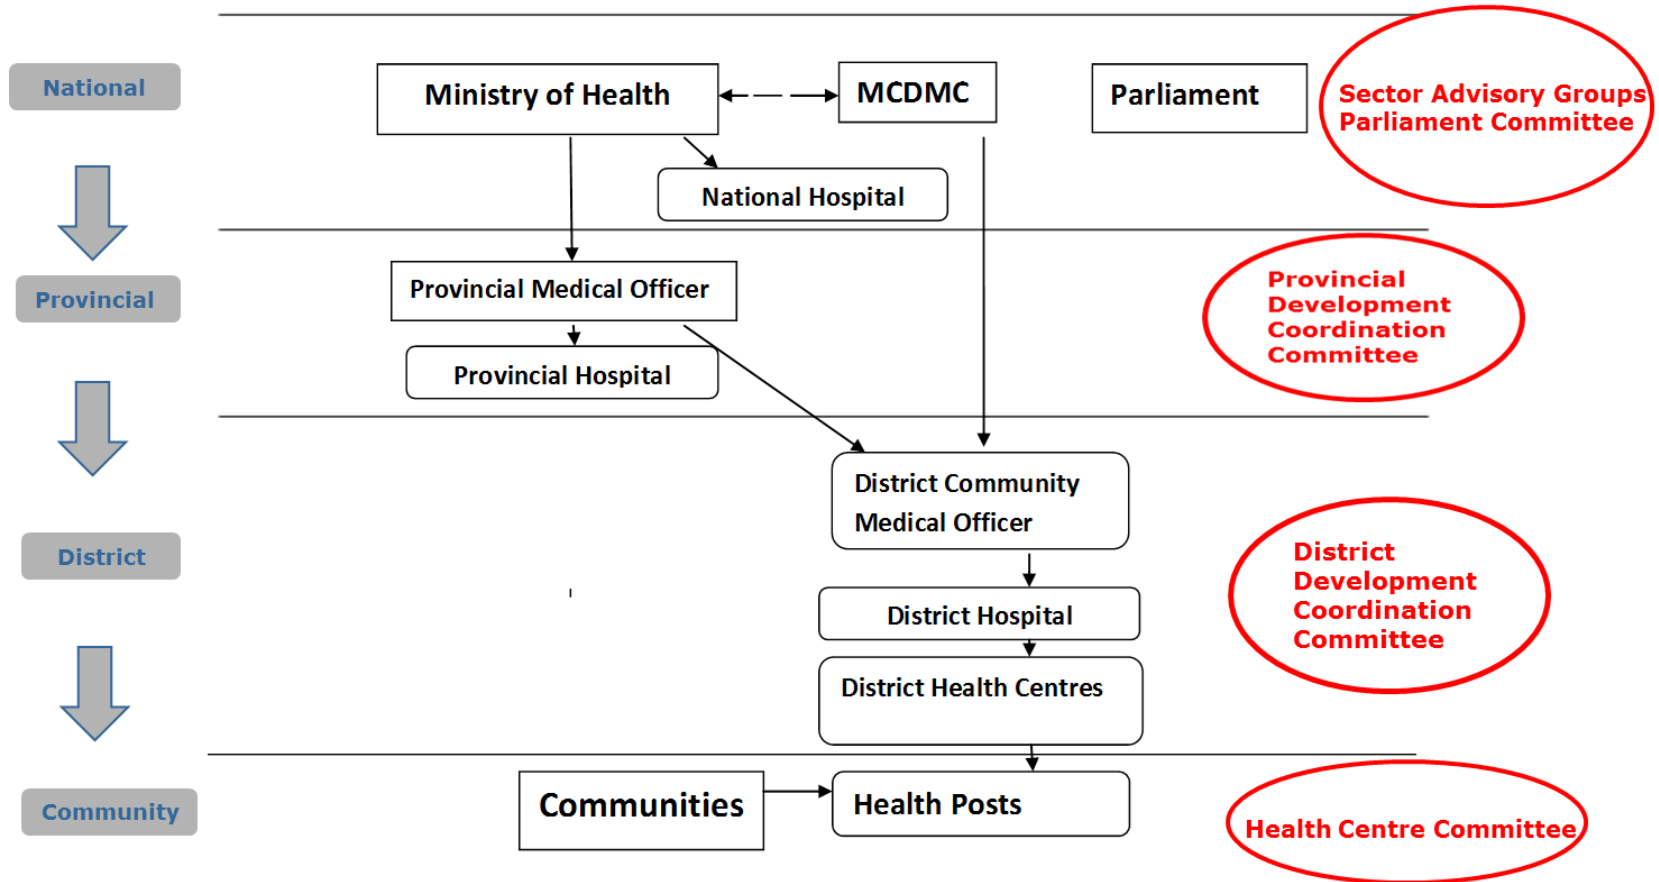 National
Ministry of Health
MCDMC
Parliament
Sector Advisory Groups
Parliament Committee
National Hospital
Provincial
Provincial Medical Officer
Provincial Hospital
Provincial
Development
Coordination
Committee
District
District Community
Medical Officer
District Hospital
District Health Centres
District
Development
Coordination
Committee
Community
Communities
Health Posts
Health Centre Committee